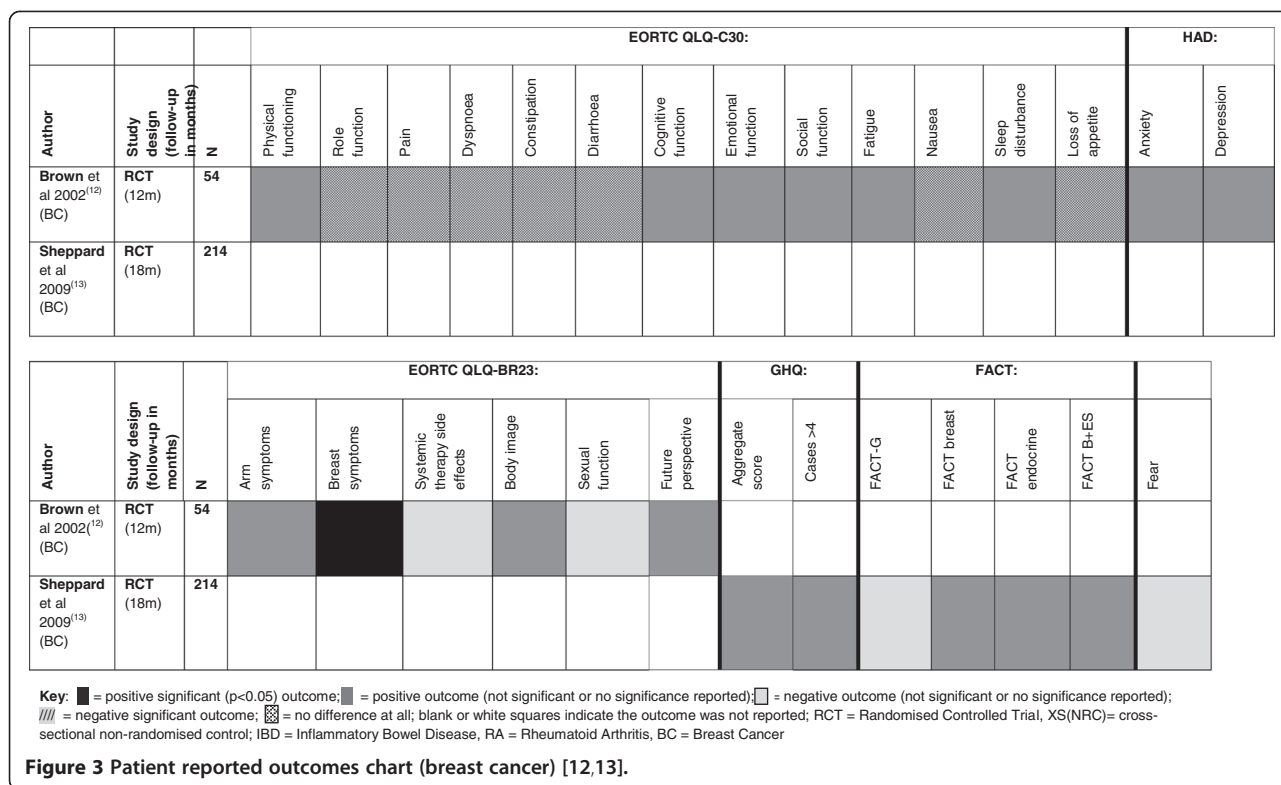 EORTC QLQ-C30: HAD:
Author Study design (follow-up in months) N Physical functioning Role function Pain Dyspnoea Constipation Diarrhoea Cognitive function Emotional function Social function Fatigue Nausea Sleep disturbance Loss of appetite Anxiety Depression
Brown et al 2002(12) (BC) RCT (12m) 54
Sheppard et al 2009(13) (BC) RCT (18m) 214
EORTC QLQ-BR23: GHQ: FACT:
Author Study design (follow-up in months) N Arm symptoms Breast symptoms Systemic therapy side effects Body image Sexual function Future perspective Aggregate score Cases >4 FACT-G FACT breast FACT endocrine FACT B+ES Fear
Brown et al 2002(12) (BC) RCT (12m) 54
Sheppard et al 2009(13) (BC) RCT (18m) 214
Key: = positive significant (p<0.05) outcome; = positive outcome (not significant or no significance reported); = negative outcome (not significant or no significance reported);
//// = negative significant outcome; = no difference at all; blank or white squares indicate the outcome was not reported; RCT = Randomised Controlled Trial, XS(NRC)= cross-
sectional non-randomised control; IBD = Inflammatory Bowel Disease, RA = Rheumatoid Arthritis, BC = Breast Cancer
Figure 3 Patient reported outcomes chart (breast cancer) [12,13].